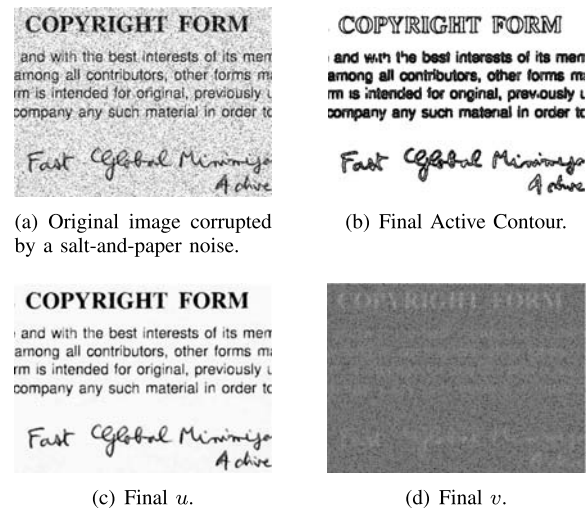 COPYRIGHT FORM
and with the best interests of its mem
among all contributors, other forms ma
rm is intended for original, previously u
company any such material in order to
Fast Global Minimiza
Active
(a) Original image corrupted
by a salt-and-paper noise.
COPYRIGHT FORM
and with the best interests of its mem
among all contributors, other forms ma
rm is intended for original, previously u
company any such material in order to
Fast Global Minimiza
Active
(b) Final Active Contour.
COPYRIGHT FORM
and with the best interests of its mem
among all contributors, other forms ma
rm is intended for original, previously u
company any such material in order to
Fast Global Minimiza
Active
(c) Final u.
COPYRIGHT FORM
(d) Final v.